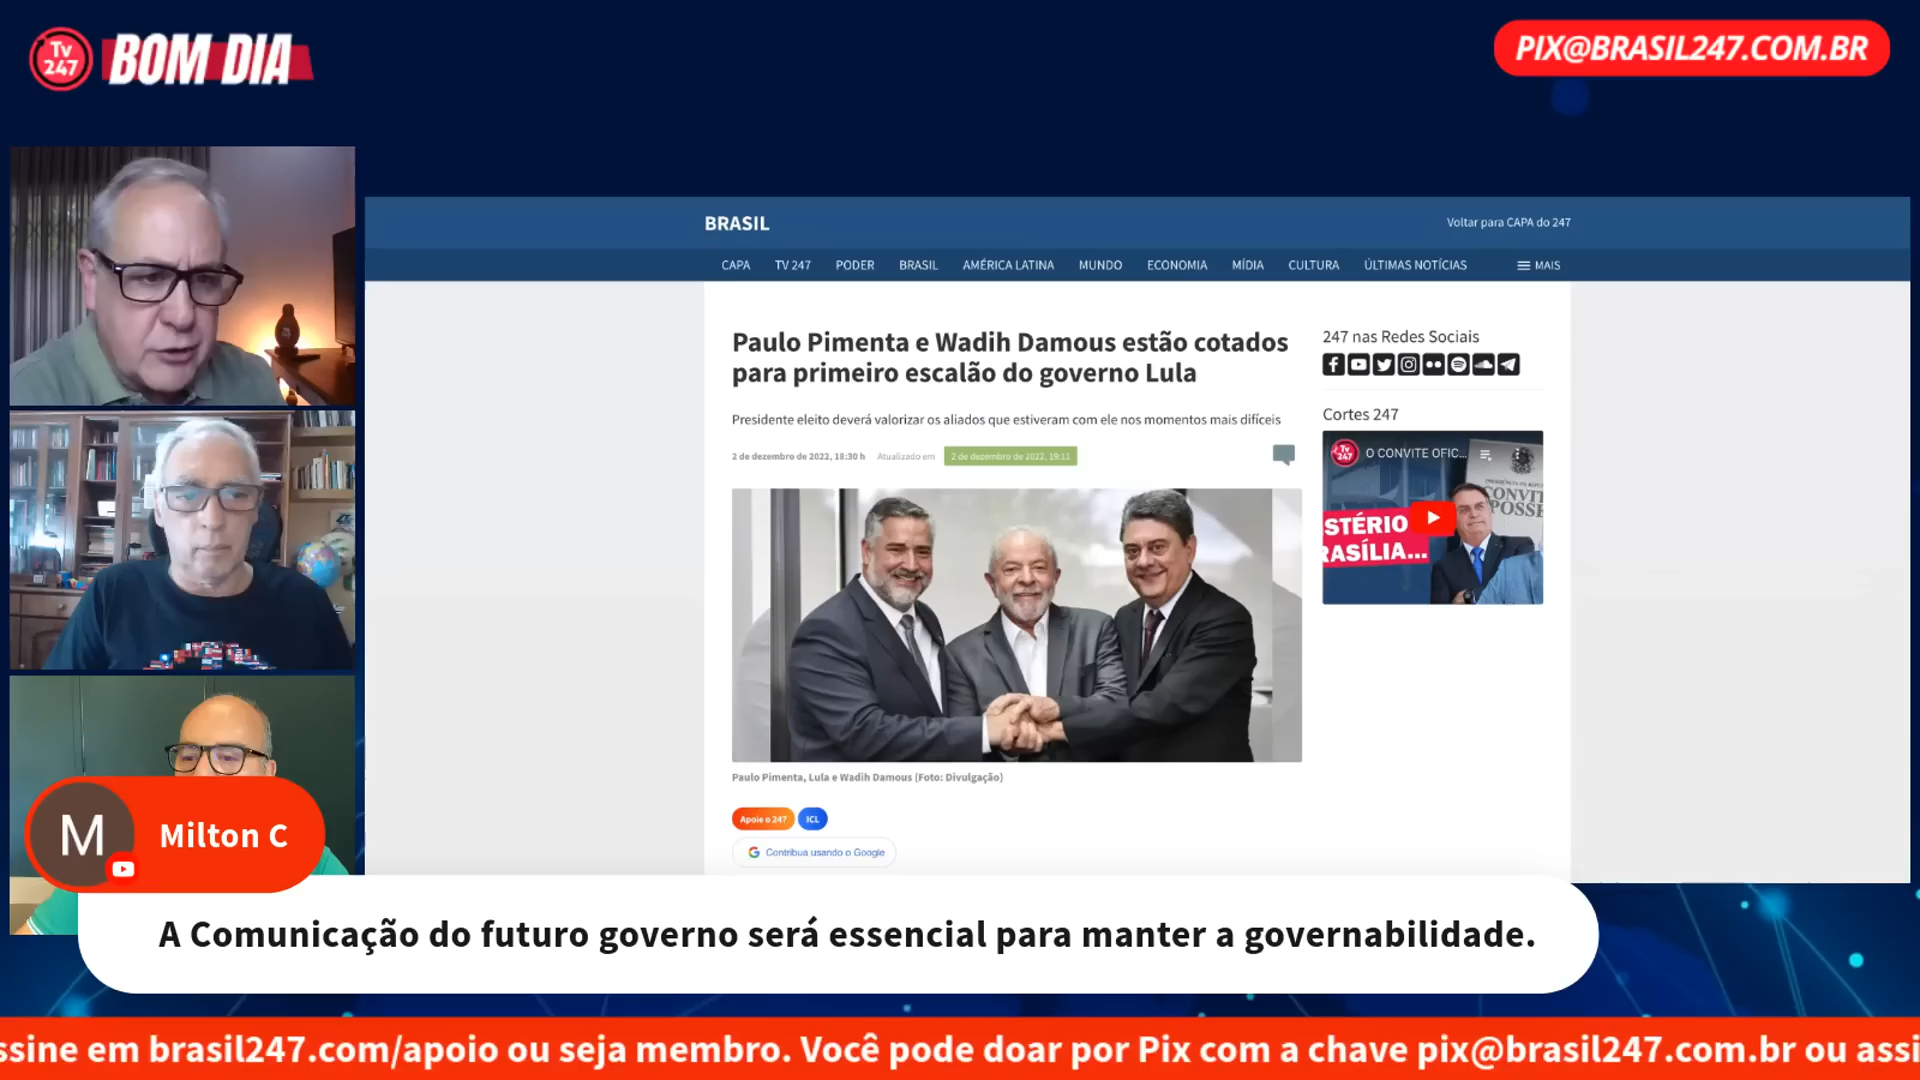 Tv 247 BOM DIA
PIX@BRASIL247.COM.BR
BRASIL
Voltar para CAPA do 247
CAPA TV 247 PODER BRASIL AMÉRICA LATINA MUNDO ECONOMIA MÍDIA CULTURA ÚLTIMAS NOTÍCIAS MAIS
Paulo Pimenta e Wadih Damous estão cotados
para primeiro escalão do governo Lula
Presidente eleito deverá valorizar os aliados que estiveram com ele nos momentos mais difíceis
2 de dezembro de 2022, 18:30 h Atualizado em 2 de dezembro de 2022, 19:11
247 nas Redes Sociais
Cortes 247
Tv 247 O CONVITE OFIC...
CONVIT
POSSE
STÉRIO
RASÍLIA...
Paulo Pimenta, Lula e Wadih Damous (Foto: Divulgação)
Apoie o 247 ICL
Contribua usando o Google
M Milton C
A Comunicação do futuro governo será essencial para manter a governabilidade.
ssine em brasil247.com/apoio ou seja membro. Você pode doar por Pix com a chave pix@brasil247.com.br ou assi